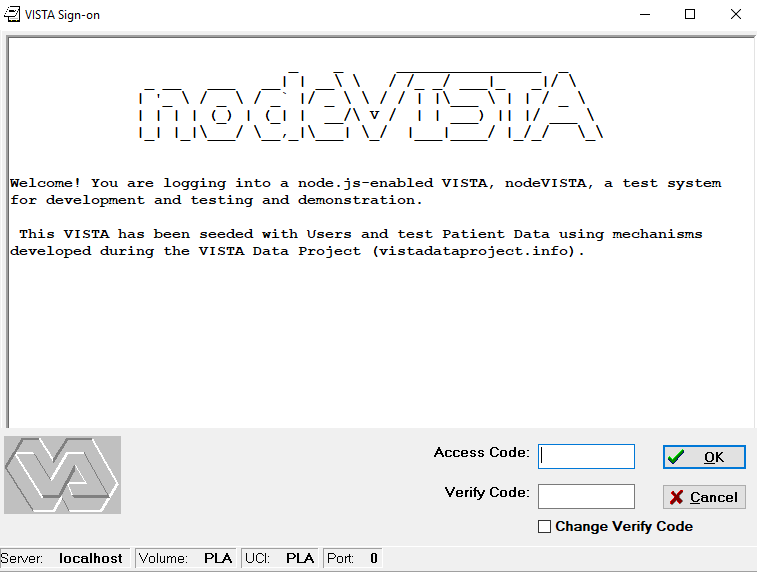 VISTA Sign-on
nodeVISTA
Welcome! You are logging into a node.js-enabled VISTA, nodeVISTA, a test system
for development and testing and demonstration.
This VISTA has been seeded with Users and test Patient Data using mechanisms
developed during the VISTA Data Project (vistadataproject.info).
VA
Access Code:
OK
Verify Code:
Cancel
Change Verify Code
Server: localhost Volume: PLA UCI: PLA Port: 0